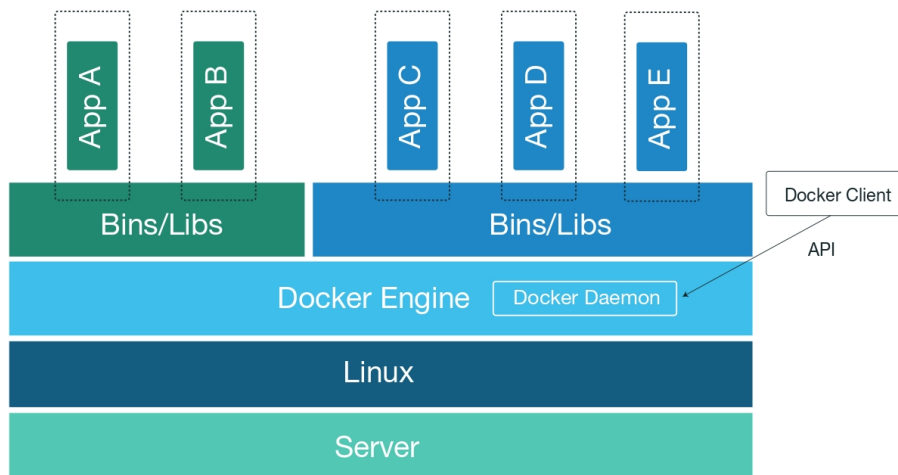 App A
App B
App C
App D
App E
Bins/Libs
Bins/Libs
Docker Client
API
Docker Engine
Docker Daemon
Linux
Server